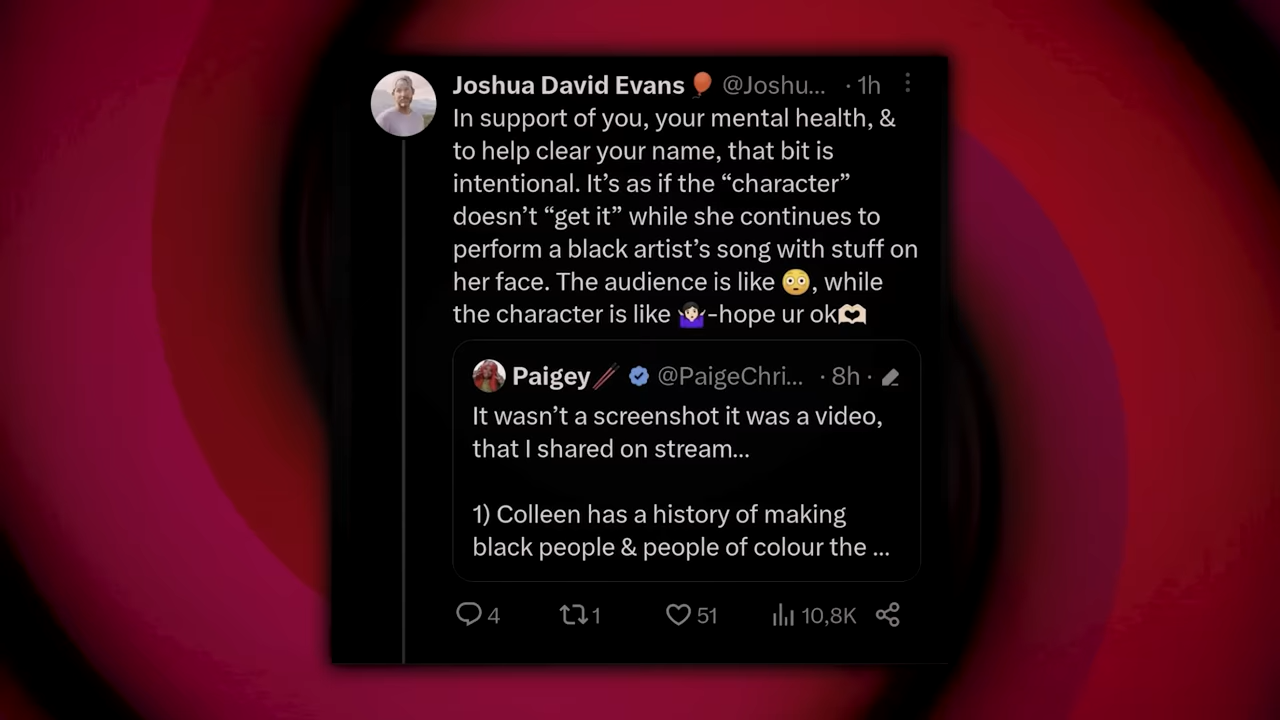 Joshua David Evans🎈 @Joshu... · 1h
In support of you, your mental health, &
to help clear your name, that bit is
intentional. It’s as if the “character”
doesn’t “get it” while she continues to
perform a black artist’s song with stuff on
her face. The audience is like 😳, while
the character is like 🤷🏻‍♀️-hope ur ok🫶🏻
Paigey🥢 @PaigeChri... · 8h ·
It wasn’t a screenshot it was a video,
that I shared on stream...
1) Colleen has a history of making
black people & people of colour the ...
4 1 51 10,8K